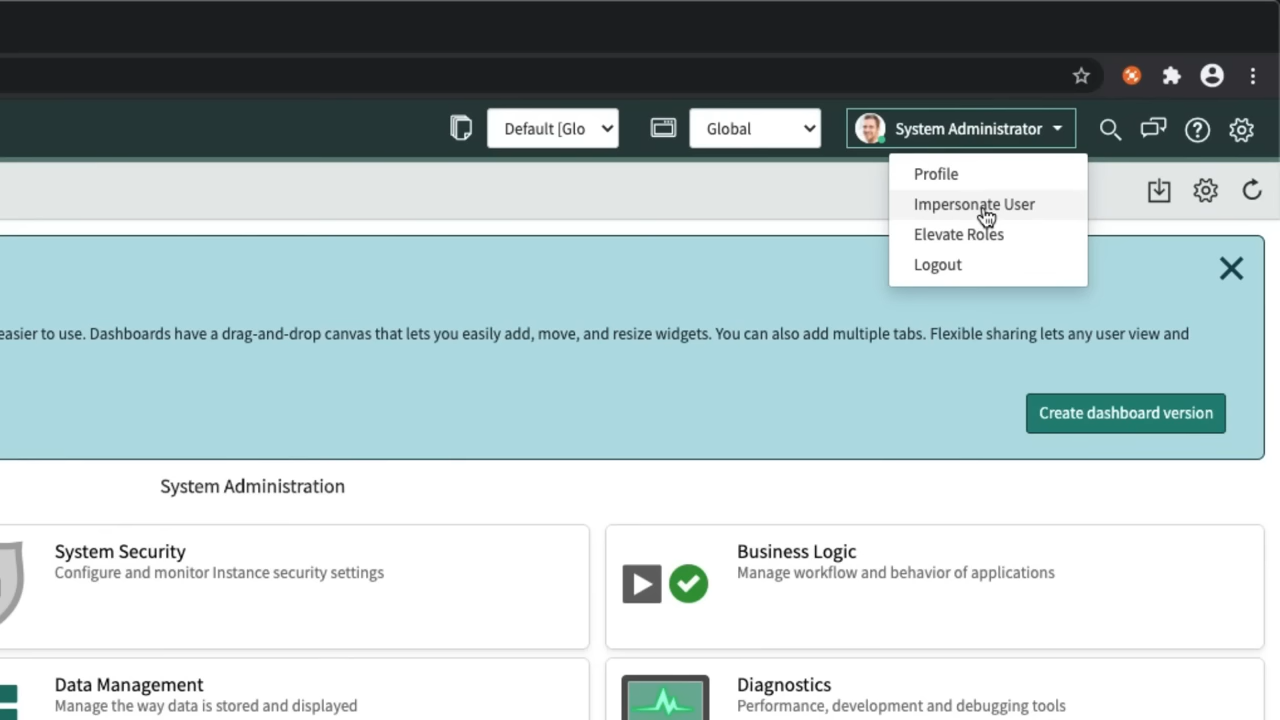 Default [Glo
Global
System Administrator
Profile
Impersonate User
Elevate Roles
Logout
easier to use. Dashboards have a drag-and-drop canvas that lets you easily add, move, and resize widgets. You can also add multiple tabs. Flexible sharing lets any user view and
Create dashboard version
System Administration
System Security
Configure and monitor Instance security settings
Business Logic
Manage workflow and behavior of applications
Data Management
Manage the way data is stored and displayed
Diagnostics
Performance, development and debugging tools